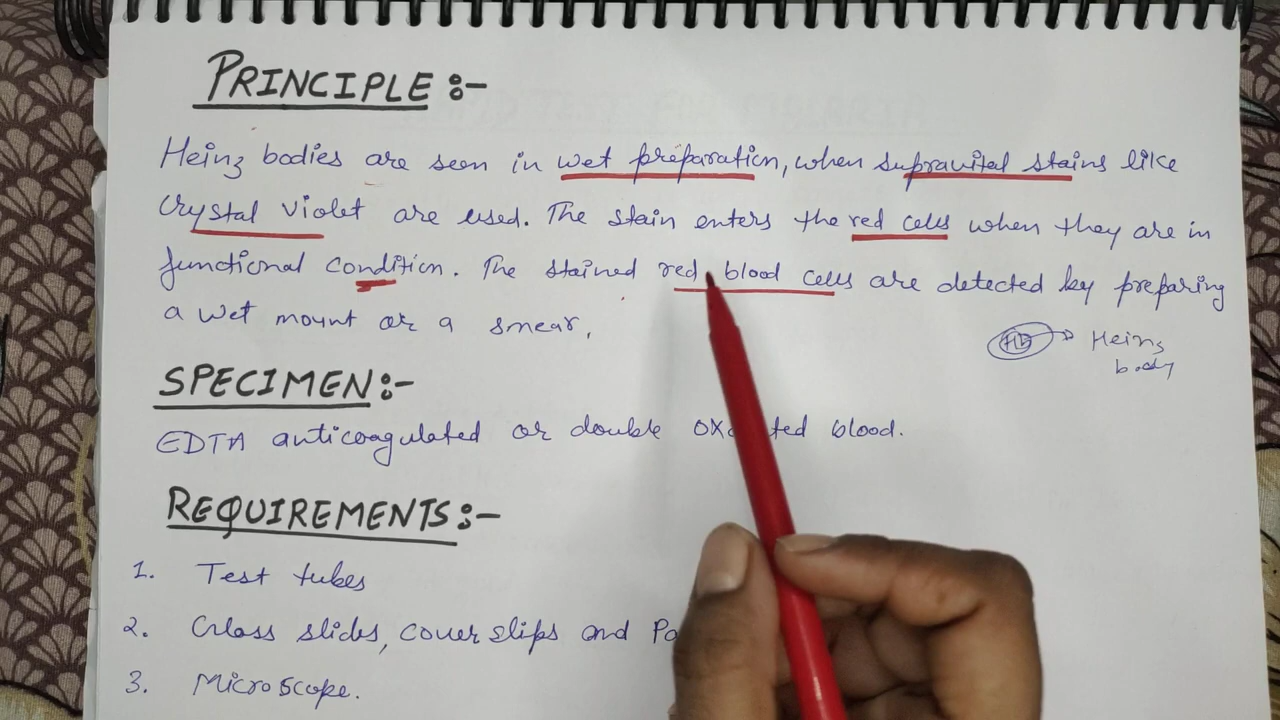 PRINCIPLE:-
Heinz bodies are seen in wet preparation, when supravital stains like
Crystal Violet are used. The stain enters the red cells when they are in
functional condition. The stained red blood cells are detected by preparing
a wet mount or a smear.
Heinz
body
SPECIMEN:-
EDTA anticoagulated or double blood.
REQUIREMENTS:-
1. Test tubes
2. Glass slides, cover slips and
3. Microscope.